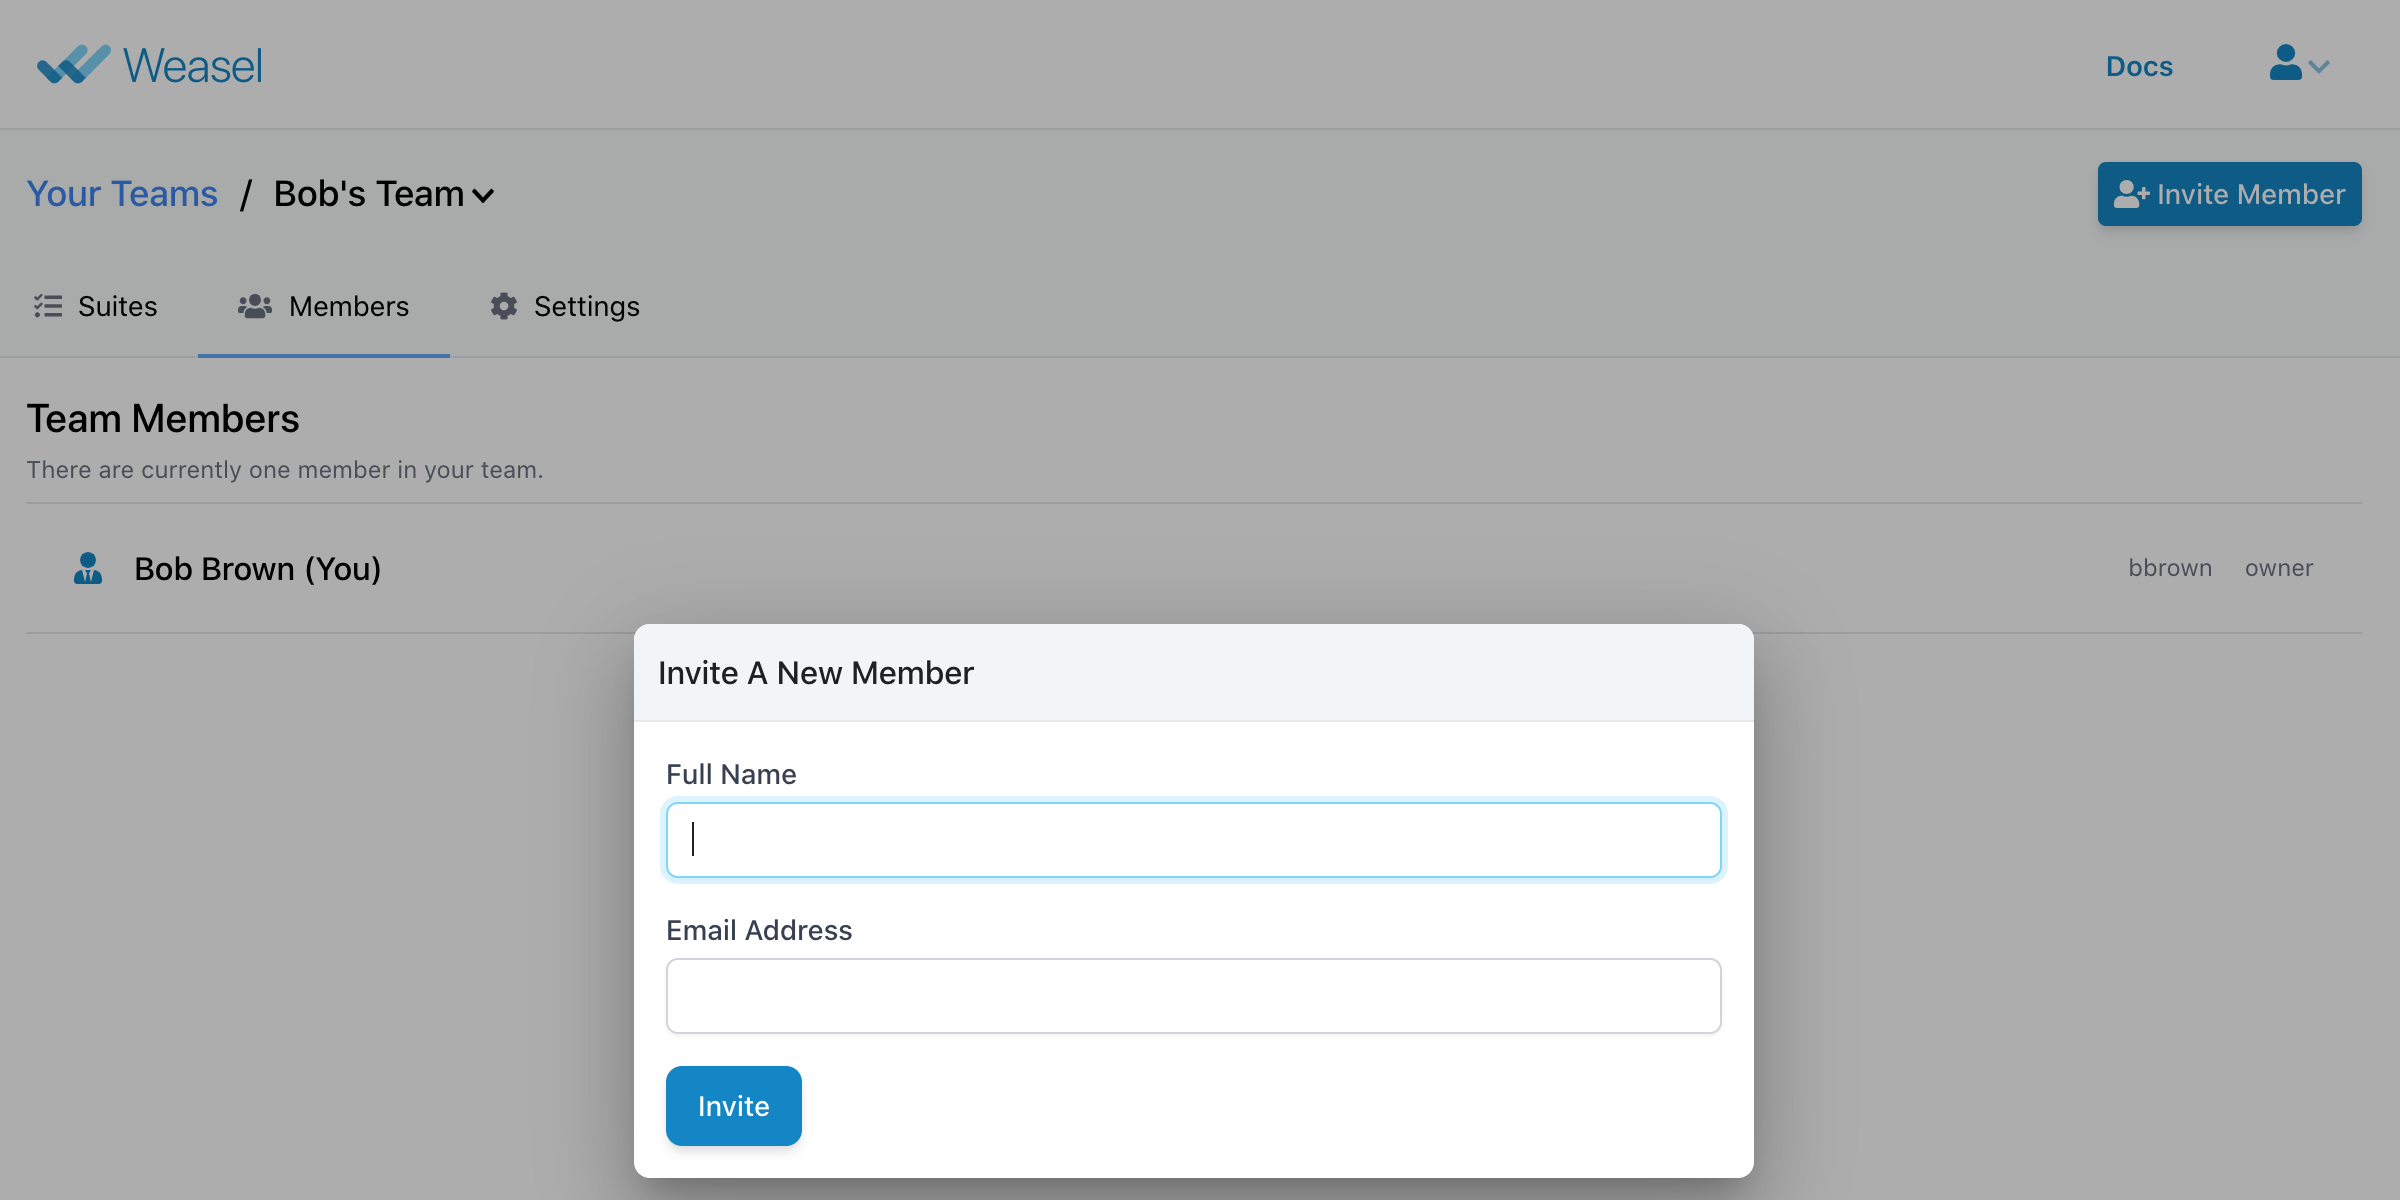 Weasel
Docs
Your Teams / Bob's Team
Invite Member
Suites
Members
Settings
Team Members
There are currently one member in your team.
Bob Brown (You)
bbrown
owner
Invite A New Member
Full Name
Email Address
Invite